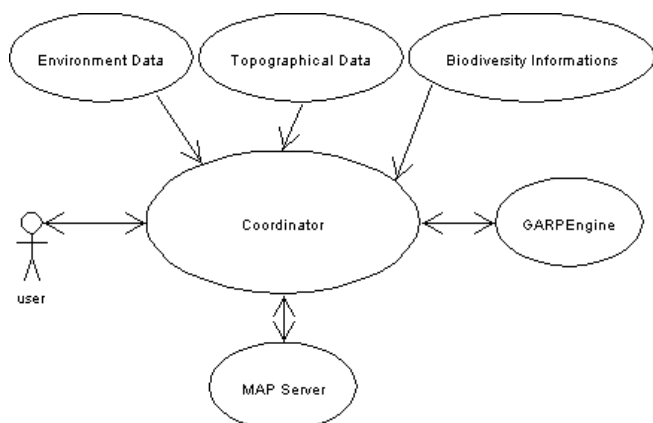 Environment Data
Topographical Data
Biodiversity Informations
Coordinator
GARPEngine
user
MAP Server